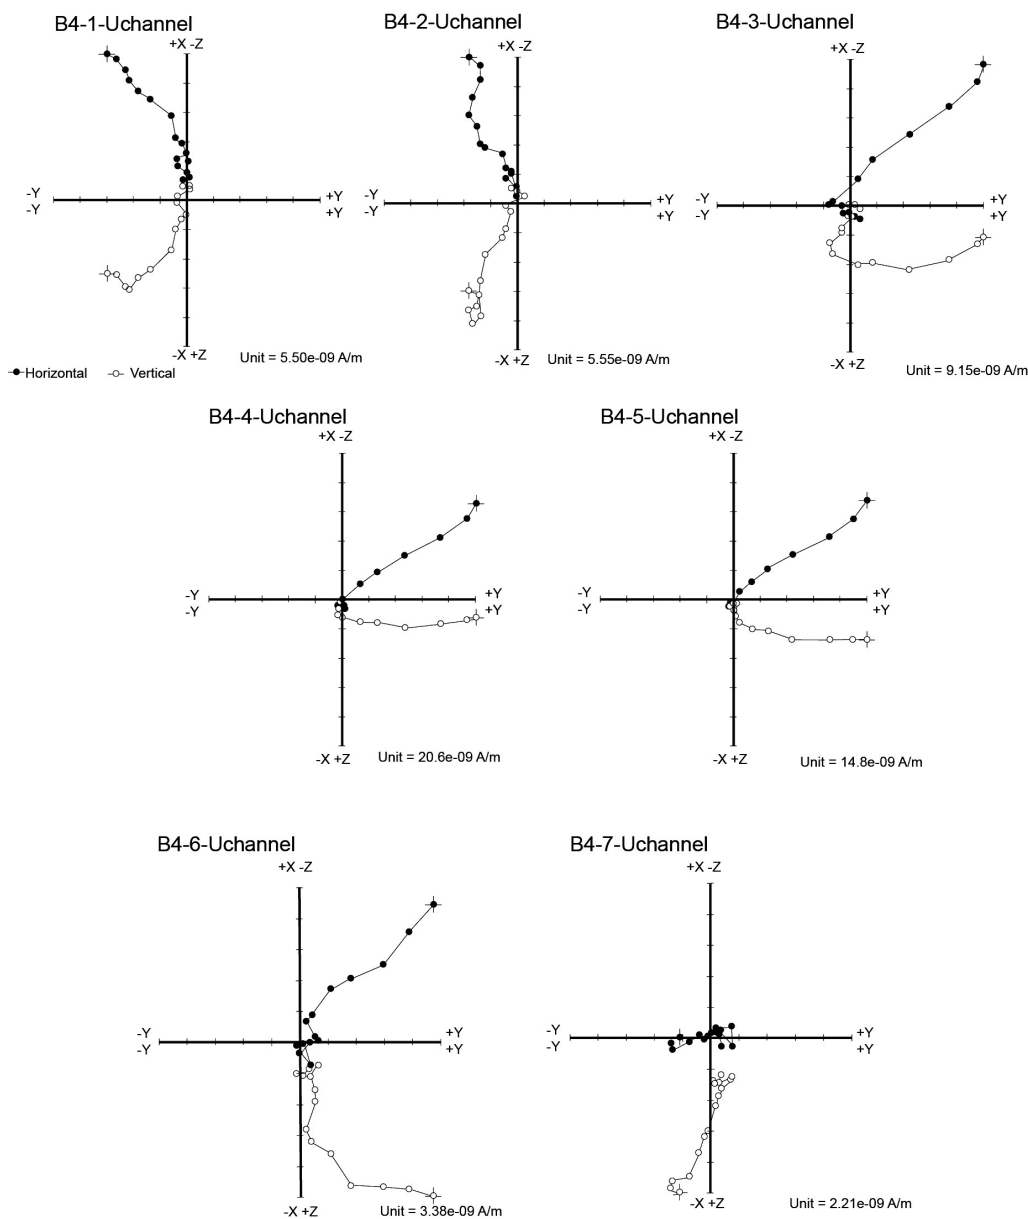 B4-1-Uchannel
+X -Z
-Y
-Y
+Y
+Y
-X +Z
Unit = 5.50e-09 A/m
B4-2-Uchannel
+X -Z
-Y
-Y
+Y
+Y
-X +Z
Unit = 5.55e-09 A/m
B4-3-Uchannel
+X -Z
-Y
-Y
+Y
+Y
-X +Z
Unit = 9.15e-09 A/m
Horizontal
Vertical
B4-4-Uchannel
+X -Z
-Y
-Y
+Y
+Y
-X +Z
Unit = 20.6e-09 A/m
B4-5-Uchannel
+X -Z
-Y
-Y
+Y
+Y
-X +Z
Unit = 14.8e-09 A/m
B4-6-Uchannel
+X -Z
-Y
-Y
+Y
+Y
-X +Z
Unit = 3.38e-09 A/m
B4-7-Uchannel
+X -Z
-Y
-Y
+Y
+Y
-X +Z
Unit = 2.21e-09 A/m